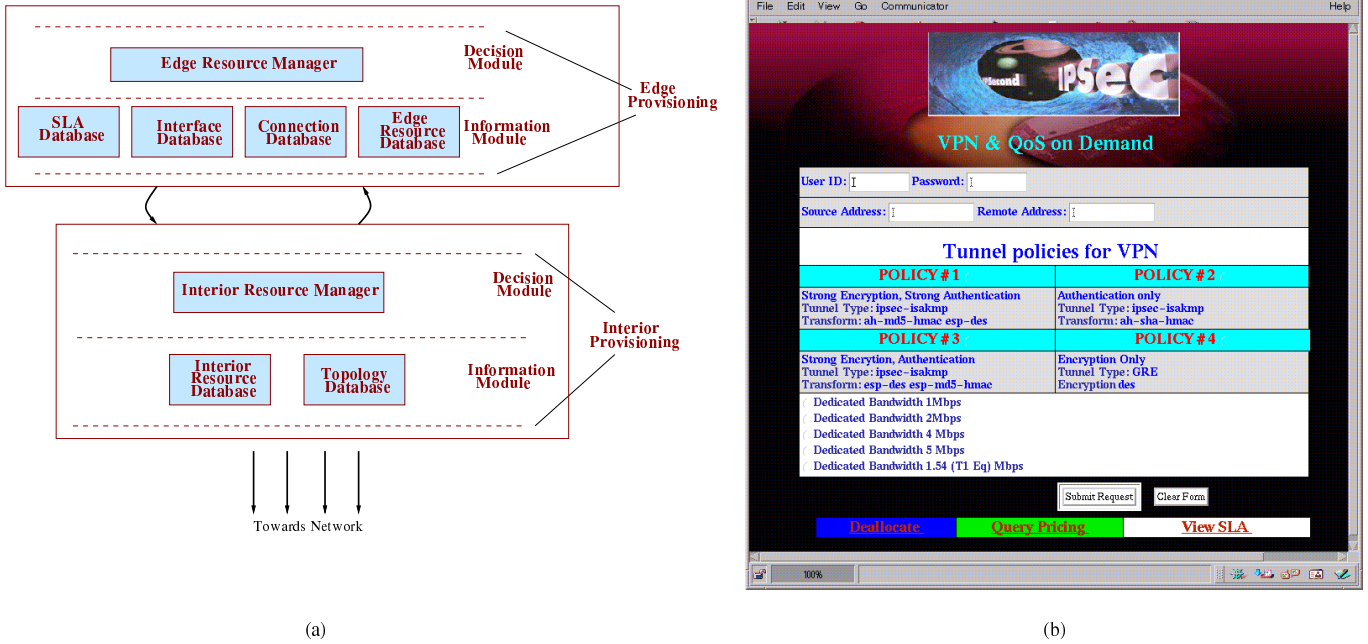 Decision
Module
Edge Resource Manager
Edge
Provisioning
SLA
Database
Interface
Database
Connection
Database
Edge
Resource
Database
Information
Module
Decision
Module
Interior Resource Manager
Interior
Provisioning
Interior
Resource
Database
Topology
Database
Information
Module
Towards Network
(a)
File Edit View Go Communicator Help
IPSecond
IPSeC
VPN & QoS on Demand
User ID: Password:
Source Address: Remote Address:
Tunnel policies for VPN
POLICY # 1 POLICY # 2
Strong Encryption, Strong Authentication
Tunnel Type: ipsec-isakmp
Transform: ah-md5-hmac esp-des
Authentication only
Tunnel Type: ipsec-isakmp
Transform: ah-sha-hmac
POLICY # 3 POLICY # 4
Strong Encrytion, Authentication
Tunnel Type: ipsec-isakmp
Transform: esp-des esp-md5-hmac
Encryption Only
Tunnel Type: GRE
Encryption des
Dedicated Bandwidth 1Mbps
Dedicated Bandwidth 2Mbps
Dedicated Bandwidth 4 Mbps
Dedicated Bandwidth 5 Mbps
Dedicated Bandwidth 1.54 (T1 Eq) Mbps
Submit Request Clear Form
Deallocate Query Pricing View SLA
100%
(b)